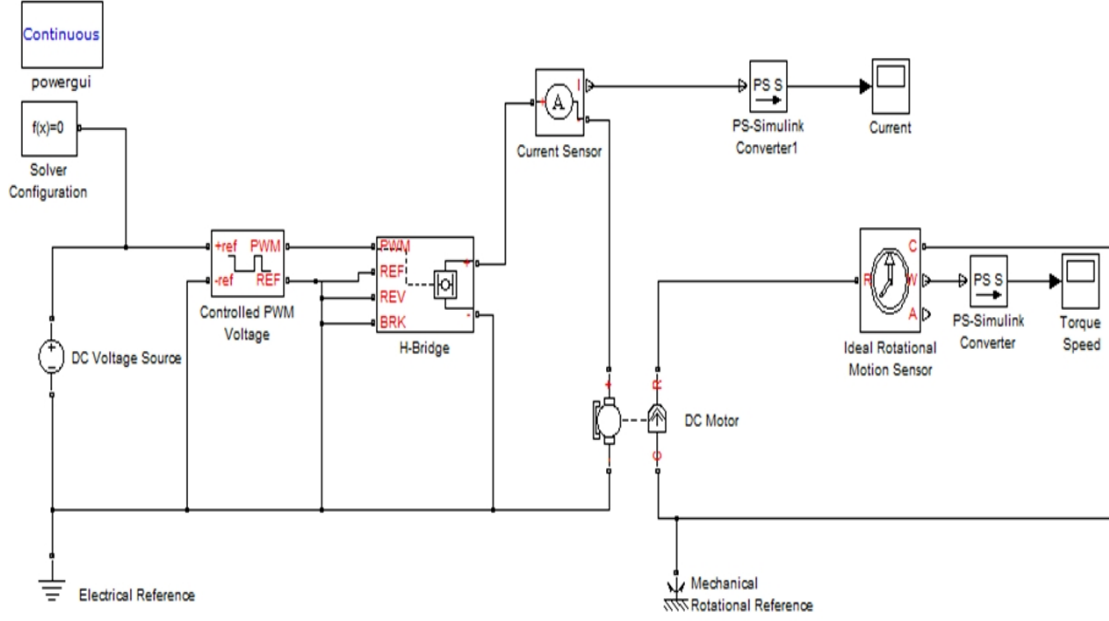 Continuous
powergui
f(x)=0
Solver
Configuration
+ref PWM
-ref REF
Controlled PWM
Voltage
PWM
REF
REV
BRK
+
-
H-Bridge
DC Voltage Source
+
-
Electrical Reference
+
A
I
-
Current Sensor
PS S
PS-Simulink
Converter1
Current
+
-
R
C
DC Motor
R
C
W
A
Ideal Rotational
Motion Sensor
PS S
PS-Simulink
Converter
Torque
Speed
Mechanical
Rotational Reference